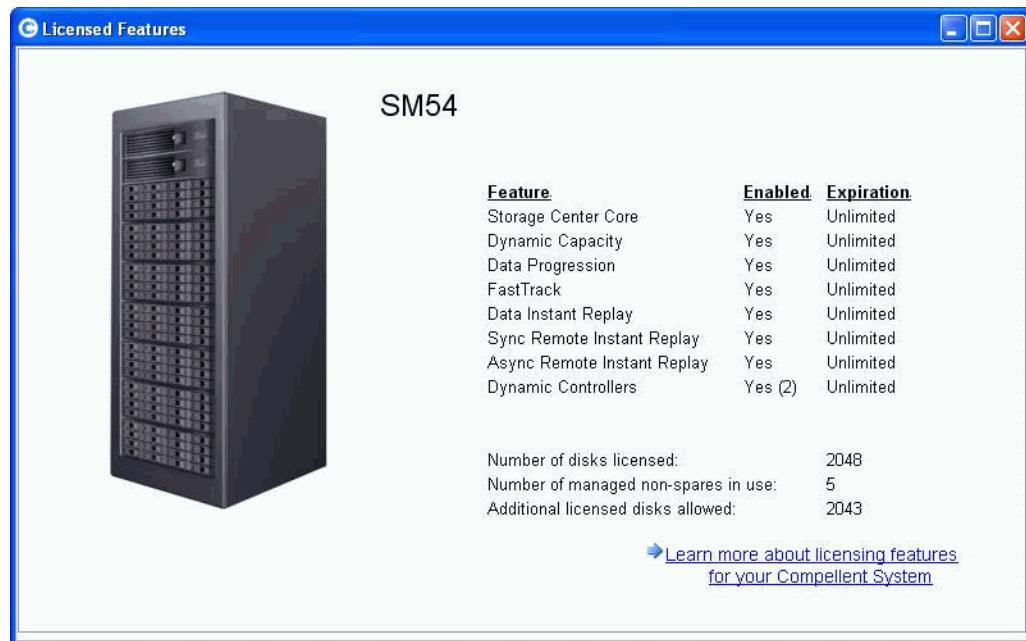 Licensed Features
SM54
Feature Enabled Expiration
Storage Center Core Yes Unlimited
Dynamic Capacity Yes Unlimited
Data Progression Yes Unlimited
FastTrack Yes Unlimited
Data Instant Replay Yes Unlimited
Sync Remote Instant Replay Yes Unlimited
Async Remote Instant Replay Yes Unlimited
Dynamic Controllers Yes (2) Unlimited
Number of disks licensed: 2048
Number of managed non-spares in use: 5
Additional licensed disks allowed: 2043
Learn more about licensing features
for your Compellent System